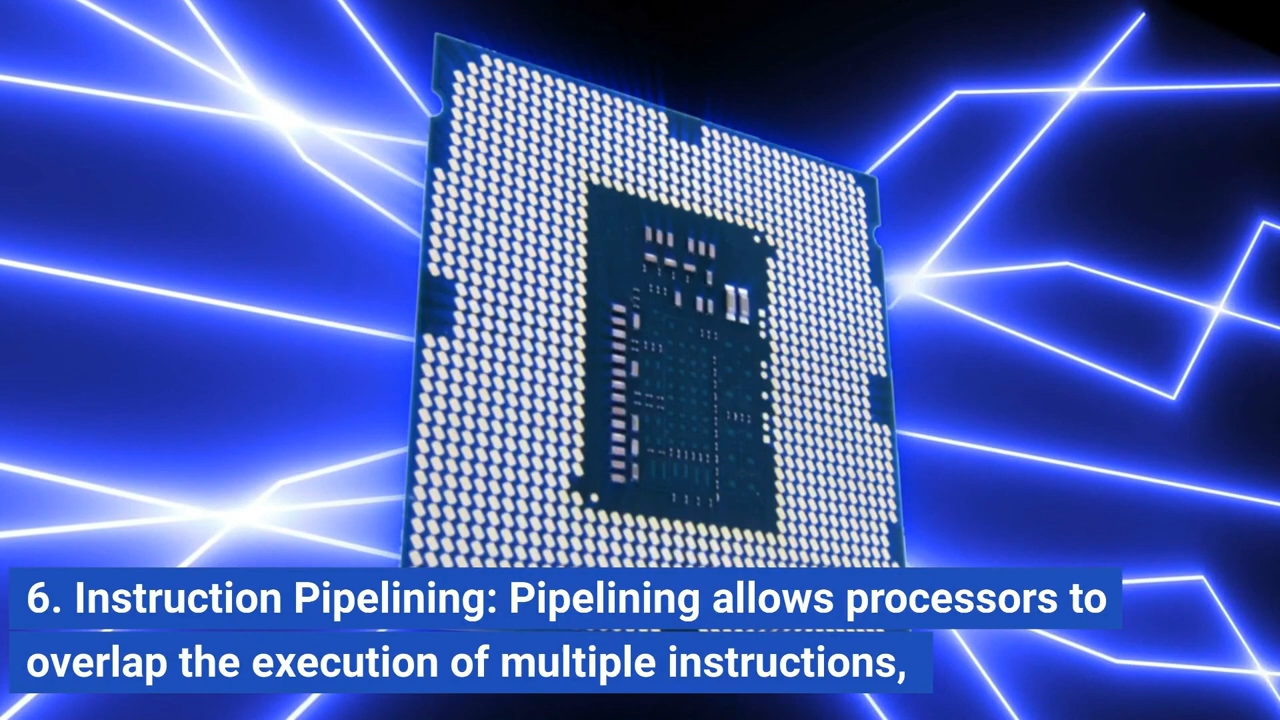 6. Instruction Pipelining: Pipelining allows processors to
overlap the execution of multiple instructions,